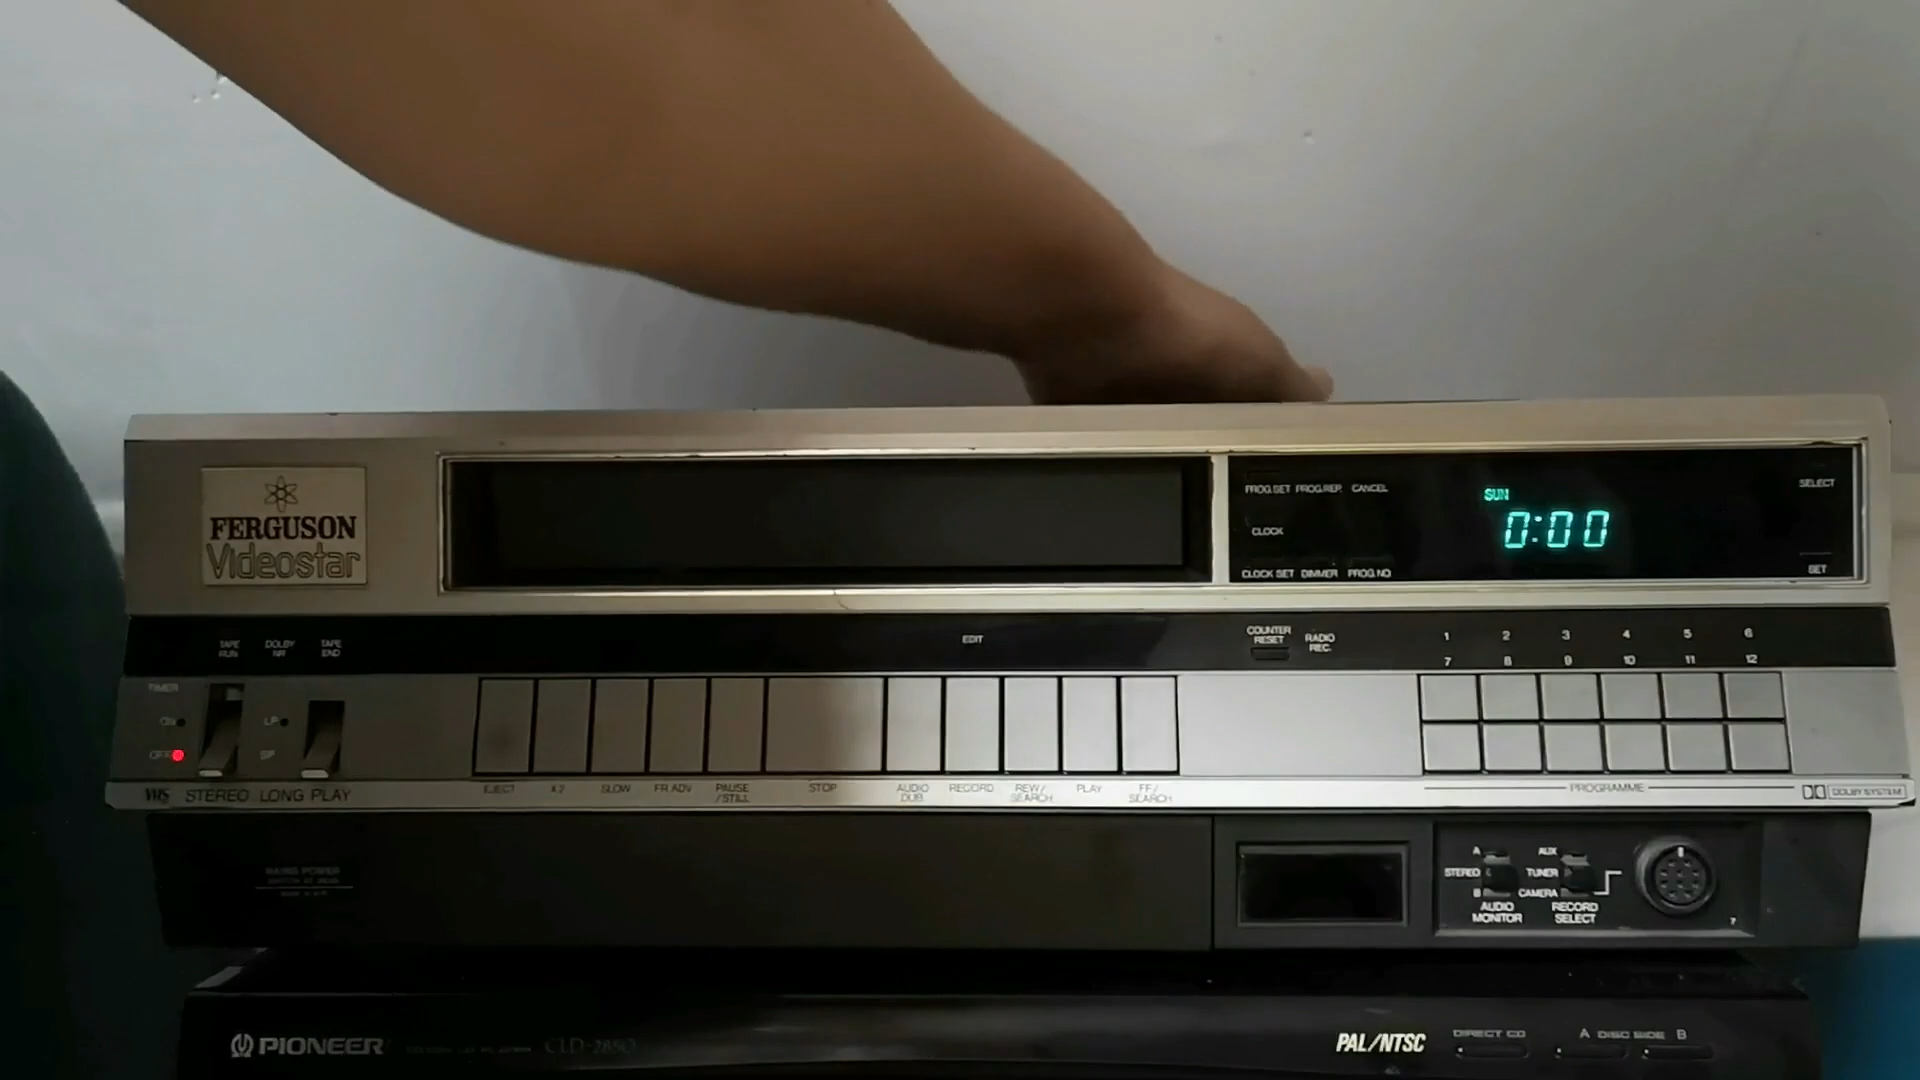 FERGUSON
Videostar
PROG.SET PROG.REP. CANCEL
CLOCK
CLOCK SET DIMMER PROG.NO
SUN
0:00
SELECT
SET
TAPE RUN
DOLBY NR
TAPE END
EDIT
COUNTER RESET
RADIO REC.
1 2 3 4 5 6
7 8 9 10 11 12
TIMER
ON
OFF
LP
SP
VHS STEREO LONG PLAY
EJECT X2 SLOW FR.ADV PAUSE /STILL STOP AUDIO DUB RECORD REW/ SEARCH PLAY FF/ SEARCH
PROGRAMME
DOLBY SYSTEM
MAINS POWER
A
STEREO
B
AUDIO MONITOR
AUX
TUNER
CAMERA
RECORD SELECT
PIONEER
CLD-2850
PAL/NTSC
DIRECT CD
A DISC SIDE B